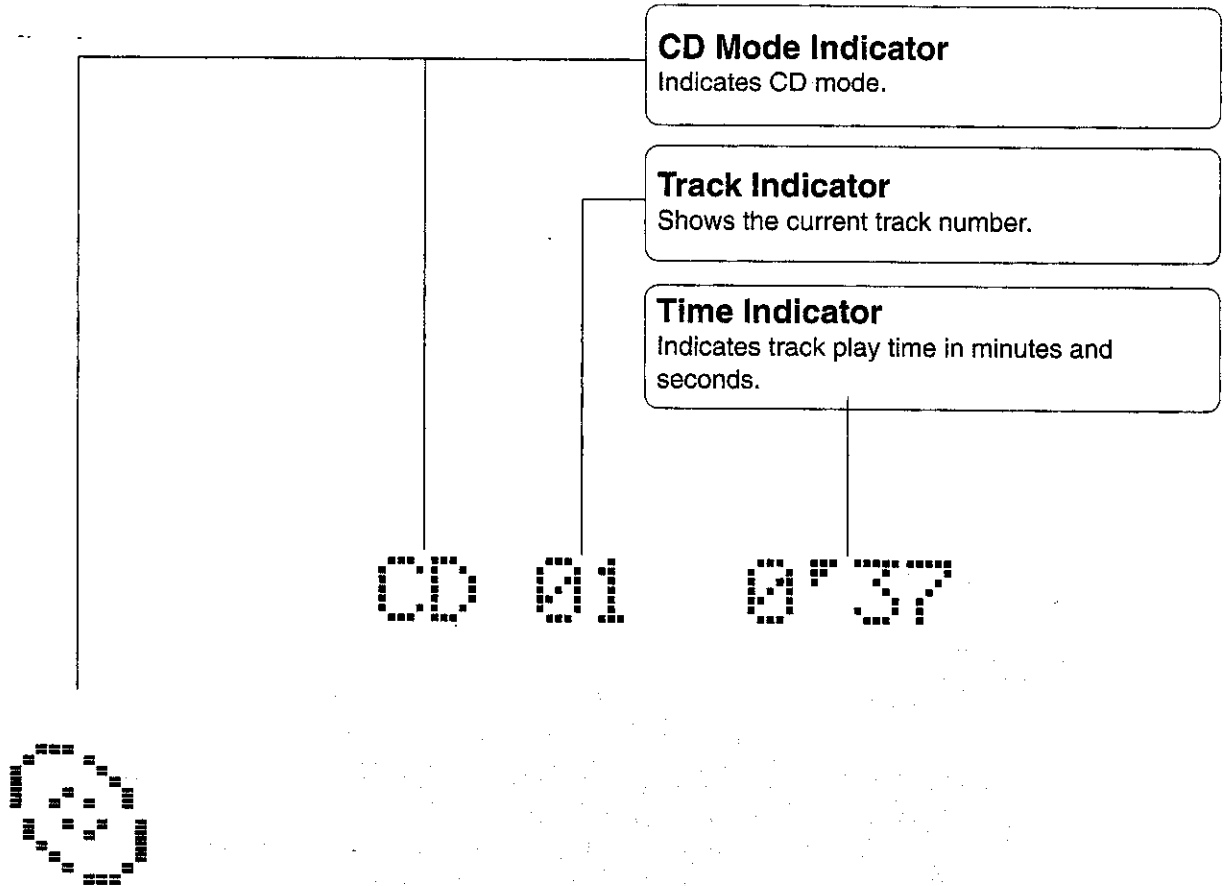 CD Mode Indicator
Indicates CD mode.
Track Indicator
Shows the current track number.
Time Indicator
Indicates track play time in minutes and
seconds.
CD 01 0'37